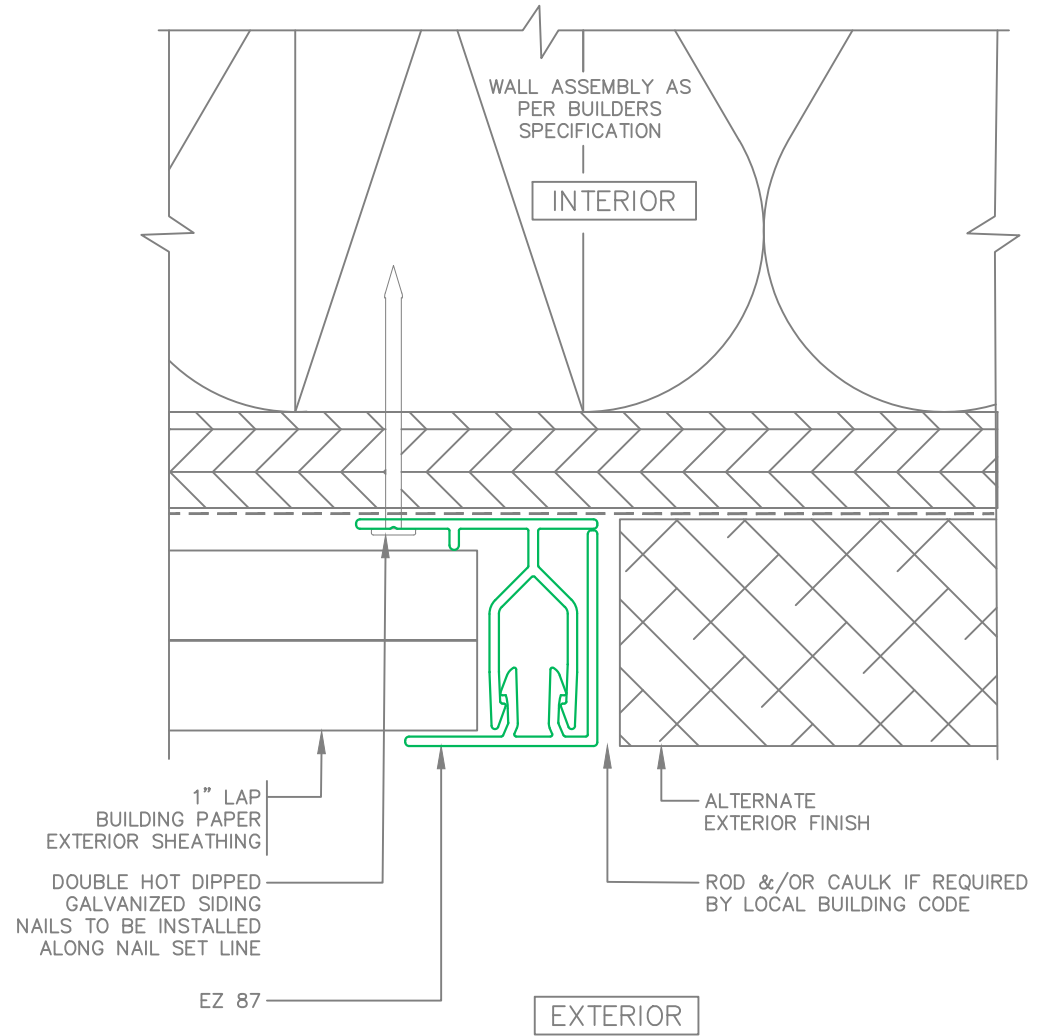 WALL ASSEMBLY AS
PER BUILDERS
SPECIFICATION
INTERIOR
1" LAP
BUILDING PAPER
EXTERIOR SHEATHING
DOUBLE HOT DIPPED
GALVANIZED SIDING
NAILS TO BE INSTALLED
ALONG NAIL SET LINE
EZ 87
ALTERNATE
EXTERIOR FINISH
ROD &/OR CAULK IF REQUIRED
BY LOCAL BUILDING CODE
EXTERIOR